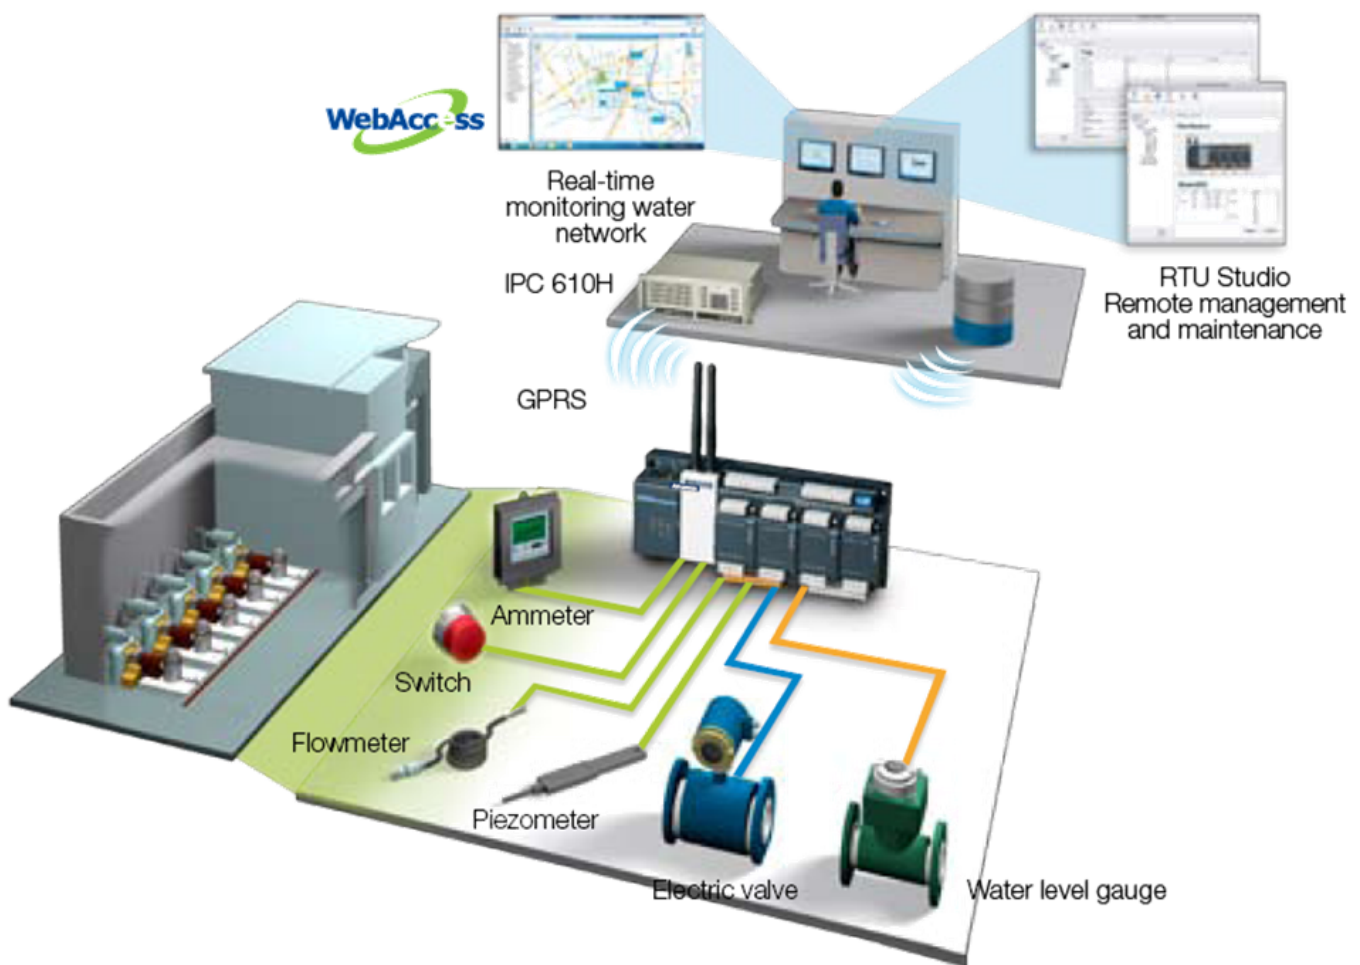 WebAccess
Real-time
monitoring water
network
IPC 610H
RTU Studio
Remote management
and maintenance
GPRS
Ammeter
Switch
Flowmeter
Piezometer
Electric valve
Water level gauge